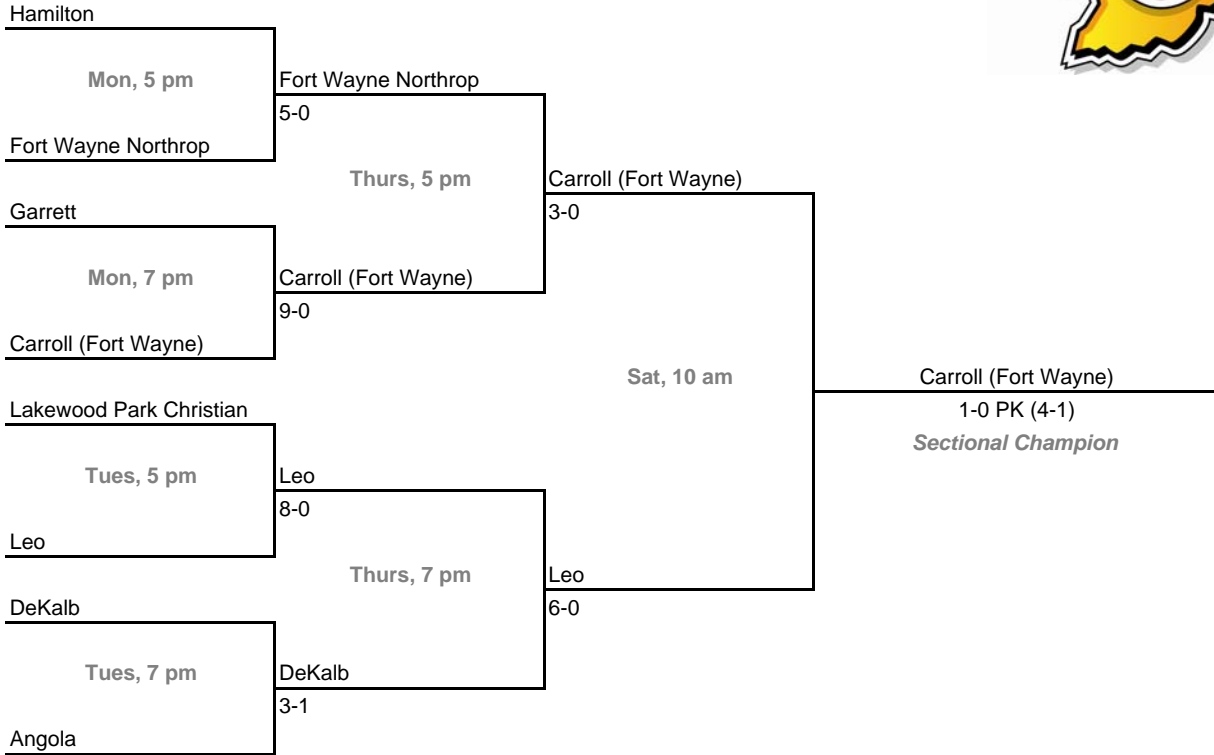 Hamilton
Mon, 5 pm
Fort Wayne Northrop
5-0
Fort Wayne Northrop
Thurs, 5 pm
Carroll (Fort Wayne)
3-0
Garrett
Mon, 7 pm
Carroll (Fort Wayne)
9-0
Carroll (Fort Wayne)
Sat, 10 am
Carroll (Fort Wayne)
1-0 PK (4-1)
Sectional Champion
Lakewood Park Christian
Tues, 5 pm
Leo
8-0
Leo
Thurs, 7 pm
Leo
6-0
DeKalb
Tues, 7 pm
DeKalb
3-1
Angola